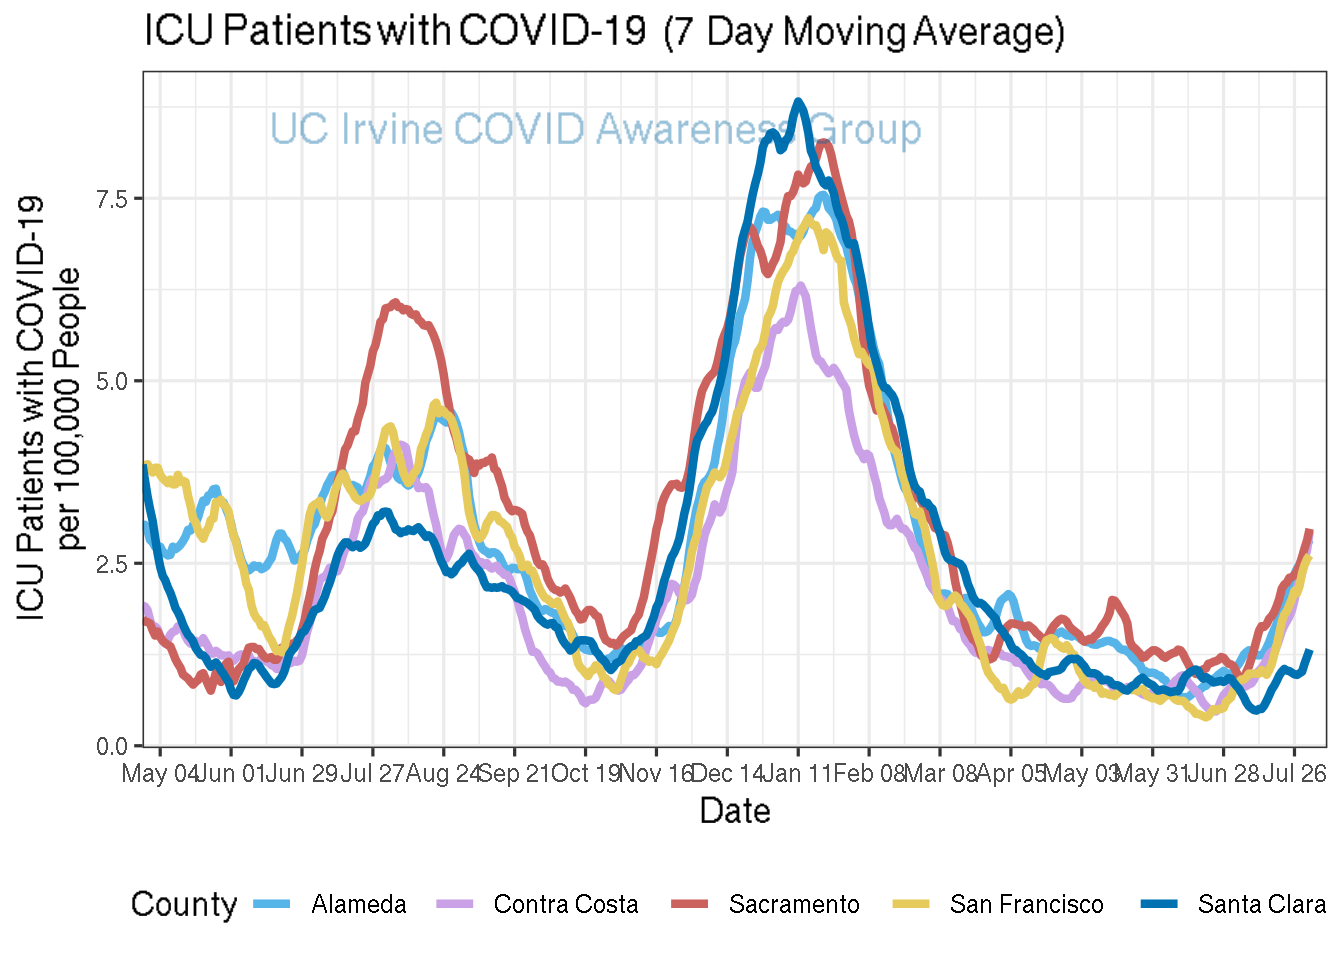 ICU Patients with COVID-19 (7 Day Moving Average)
UC Irvine COVID Awareness Group
ICU Patients with COVID-19
per 100,000 People
7.5
5.0
2.5
0.0
May 04 Jun 01 Jun 29 Jul 27 Aug 24 Sep 21 Oct 19 Nov 16 Dec 14 Jan 11 Feb 08 Mar 08 Apr 05 May 03 May 31 Jun 28 Jul 26
Date
County Alameda Contra Costa Sacramento San Francisco Santa Clara